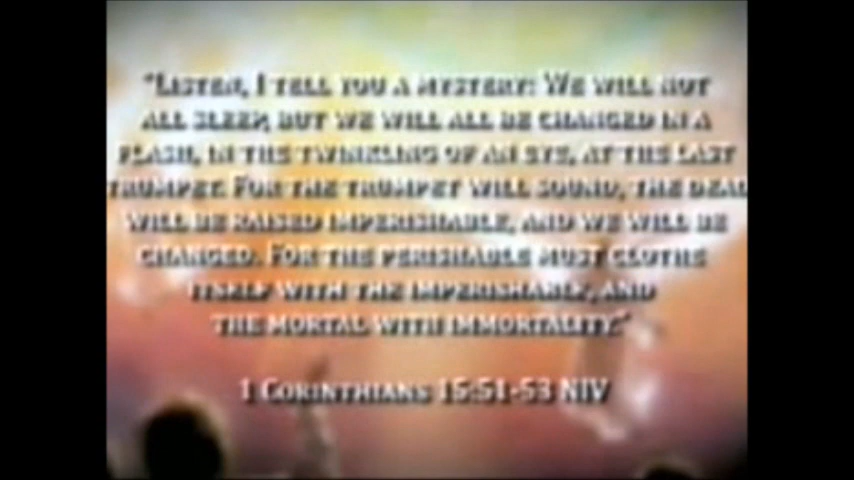 "LISTEN, I TELL YOU A MYSTERY: WE WILL NOT
ALL SLEEP, BUT WE WILL ALL BE CHANGED IN A
FLASH, IN THE TWINKLING OF AN EYE, AT THE LAST
TRUMPET. FOR THE TRUMPET WILL SOUND, THE DEAD
WILL BE RAISED IMPERISHABLE, AND WE WILL BE
CHANGED. FOR THE PERISHABLE MUST CLOTHE
ITSELF WITH THE IMPERISHABLE, AND
THE MORTAL WITH IMMORTALITY."
1 CORINTHIANS 15:51-53 NIV